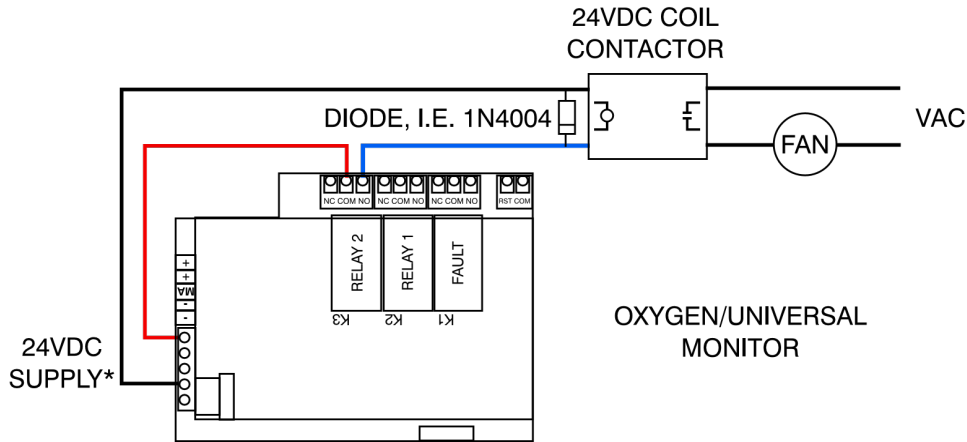 24VDC COIL
CONTACTOR
DIODE, I.E. 1N4004
VAC
FAN
NC COM NO NC COM NO NC COM NO RST COM
RELAY 2
RELAY 1
FAULT
K3
K2
K1
+
+
MA
-
-
OXYGEN/UNIVERSAL
MONITOR
24VDC
SUPPLY*